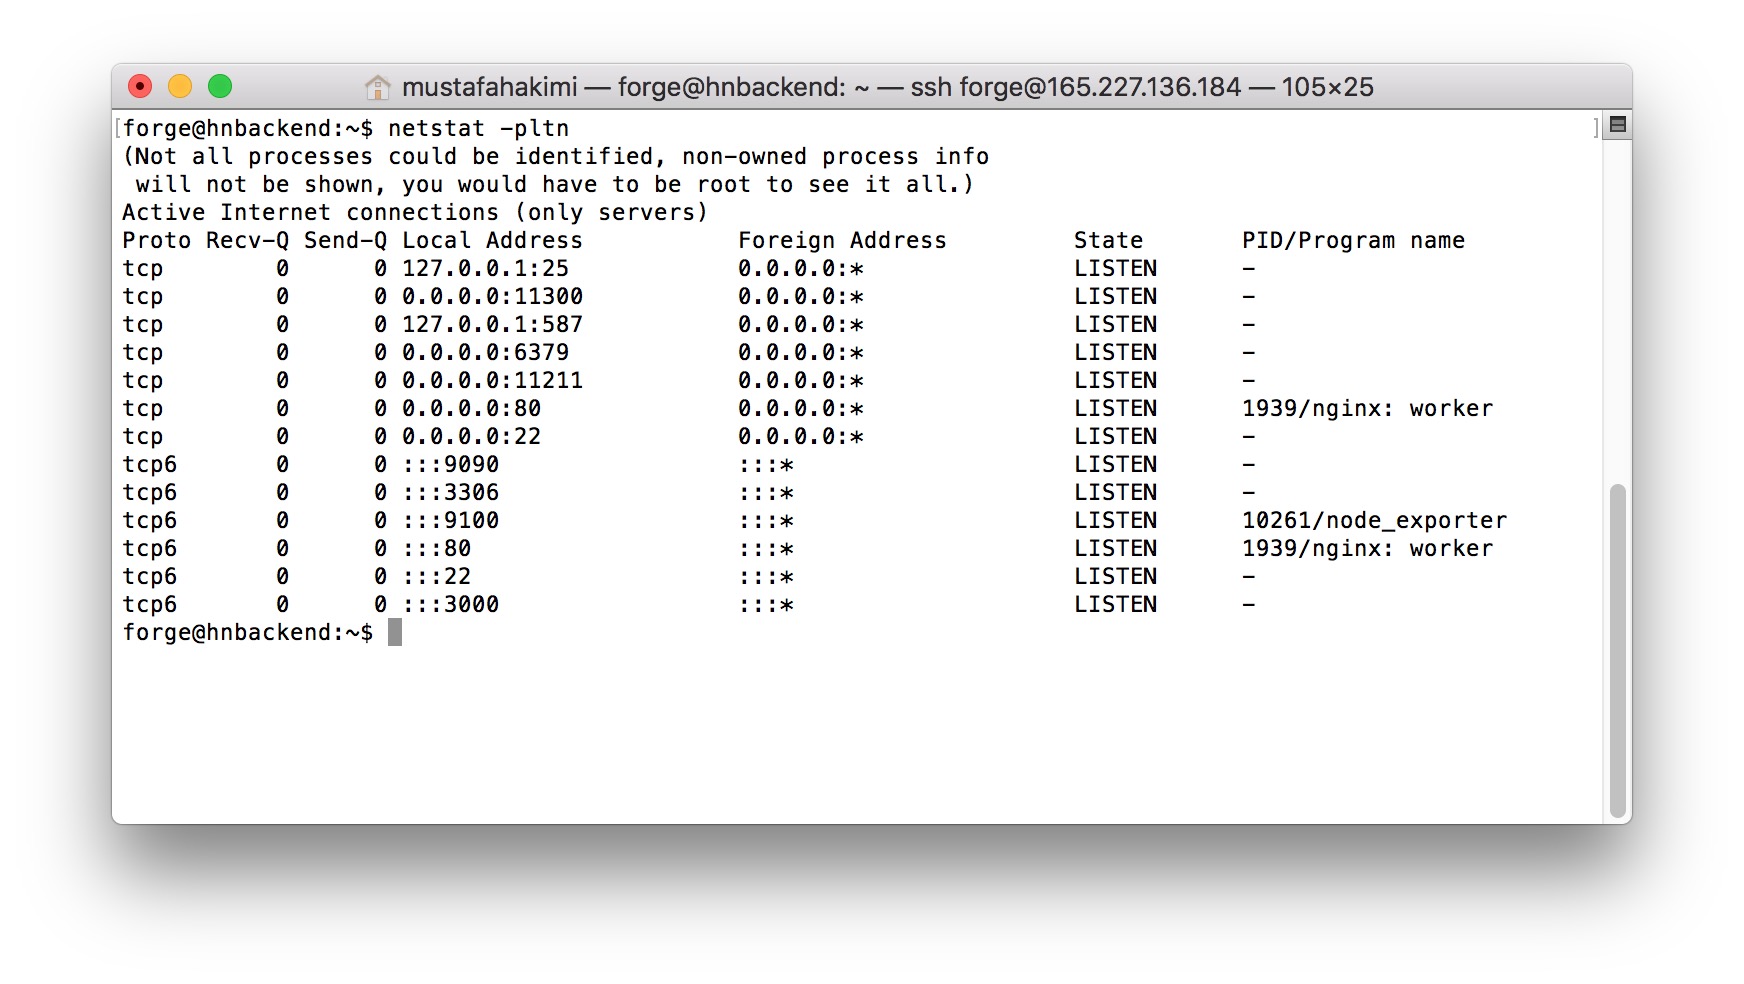 mustafahakimi — forge@hnbackend: ~ — ssh forge@165.227.136.184 — 105×25
[forge@hnbackend:~$ netstat -pltn ]
(Not all processes could be identified, non-owned process info
 will not be shown, you would have to be root to see it all.)
Active Internet connections (only servers)
Proto Recv-Q Send-Q Local Address           Foreign Address         State       PID/Program name
tcp        0      0 127.0.0.1:25            0.0.0.0:*               LISTEN      -
tcp        0      0 0.0.0.0:11300           0.0.0.0:*               LISTEN      -
tcp        0      0 127.0.0.1:587           0.0.0.0:*               LISTEN      -
tcp        0      0 0.0.0.0:6379            0.0.0.0:*               LISTEN      -
tcp        0      0 0.0.0.0:11211           0.0.0.0:*               LISTEN      -
tcp        0      0 0.0.0.0:80              0.0.0.0:*               LISTEN      1939/nginx: worker
tcp        0      0 0.0.0.0:22              0.0.0.0:*               LISTEN      -
tcp6       0      0 :::9090                 :::*                    LISTEN      -
tcp6       0      0 :::3306                 :::*                    LISTEN      -
tcp6       0      0 :::9100                 :::*                    LISTEN      10261/node_exporter
tcp6       0      0 :::80                   :::*                    LISTEN      1939/nginx: worker
tcp6       0      0 :::22                   :::*                    LISTEN      -
tcp6       0      0 :::3000                 :::*                    LISTEN      -
forge@hnbackend:~$